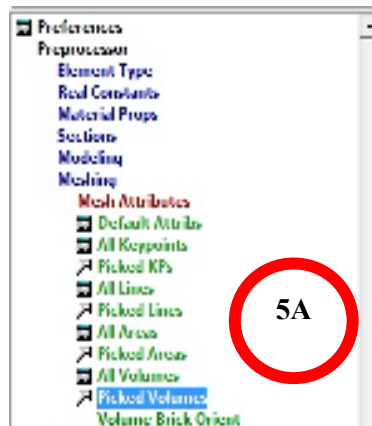 Preferences
Preprocessor
Element Type
Real Constants
Material Props
Sections
Modeling
Meshing
Mesh Attributes
Default Attribs
All Keypoints
Picked KPs
All Lines
Picked Lines
All Areas
Picked Areas
All Volumes
Picked Volumes
Volume Brick Orient
5A